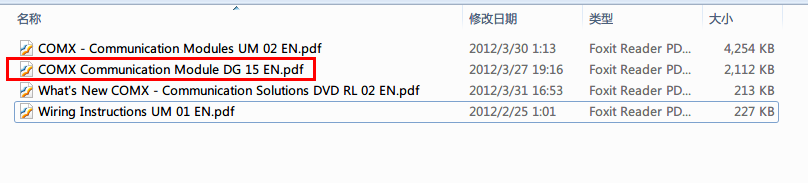 名称 修改日期 类型 大小
COMX - Communication Modules UM 02 EN.pdf 2012/3/30 1:13 Foxit Reader PD... 4,254 KB
COMX Communication Module DG 15 EN.pdf 2012/3/27 19:16 Foxit Reader PD... 2,112 KB
What's New COMX - Communication Solutions DVD RL 02 EN.pdf 2012/3/31 16:53 Foxit Reader PD... 213 KB
Wiring Instructions UM 01 EN.pdf 2012/2/25 1:01 Foxit Reader PD... 227 KB